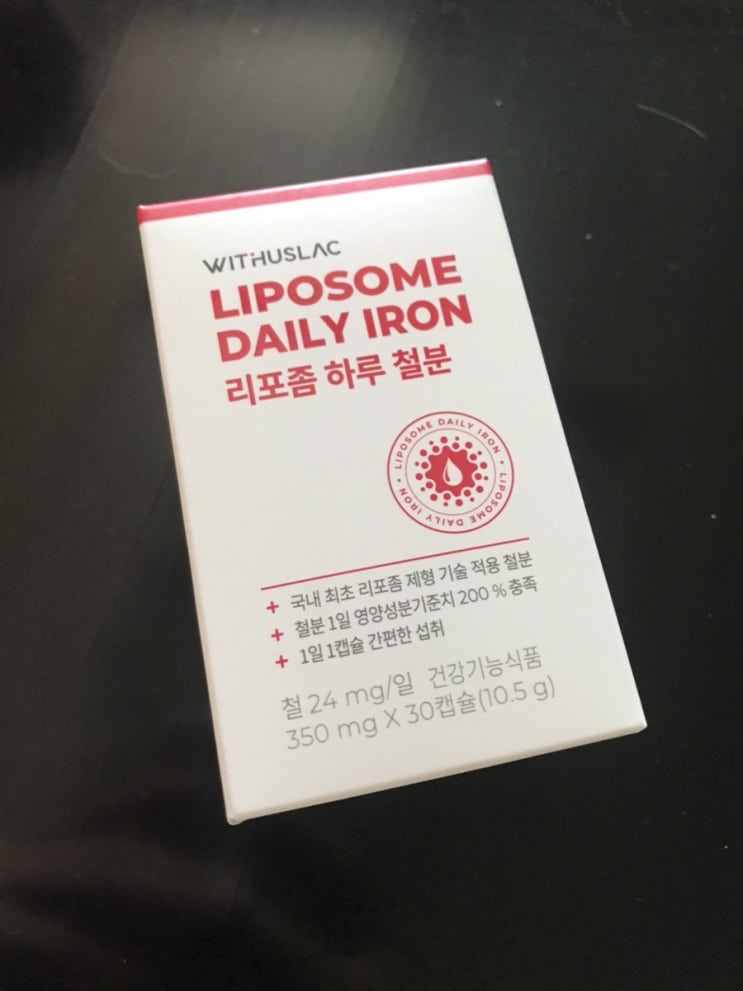 WITHUSLAC
LIPOSOME
DAILY IRON
리포좀 하루 철분
LIPOSOME DAILY IRON • LIPOSOME DAILY IRON •
+ 국내 최초 리포좀 제형 기술 적용 철분
+ 철분 1일 영양성분기준치 200 % 충족
+ 1일 1캡슐 간편한 섭취
철 24 mg/일 건강기능식품
350 mg X 30캡슐(10.5 g)